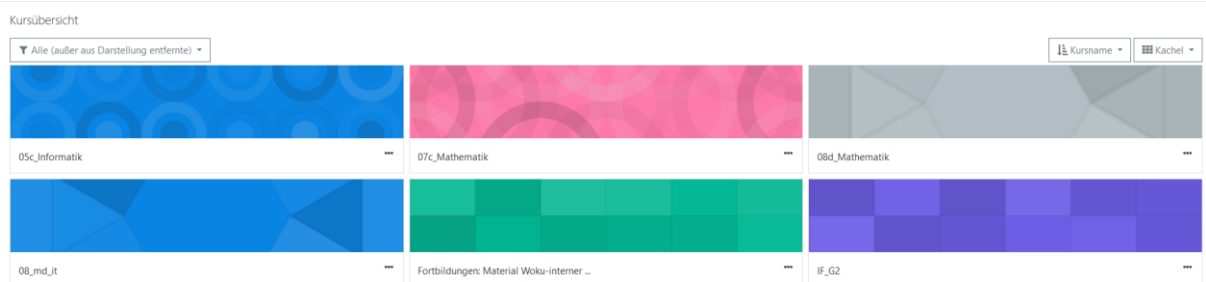 Kursübersicht
Alle (außer aus Darstellung entfernte)
Kursname
Kachel
05c_Informatik
07c_Mathematik
08d_Mathematik
08_md_it
Fortbildungen: Material Woku-interner ...
IF_G2